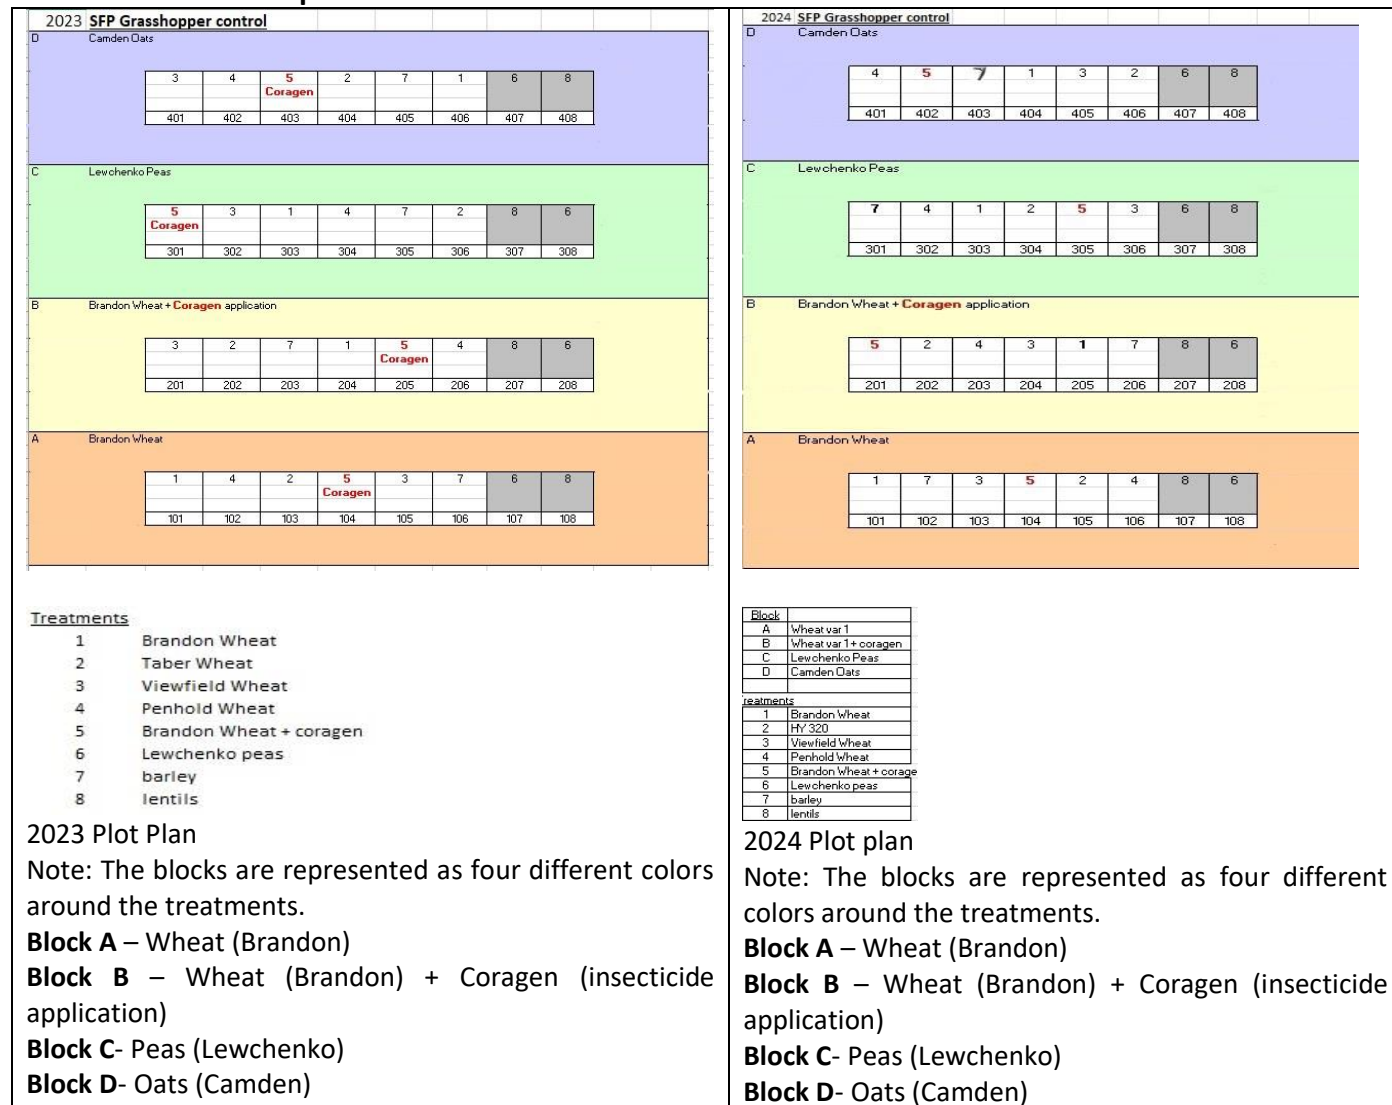 2023 SFP Grasshopper control
D Camden Oats
3 4 5 2 7 1 6 8
Coragen
401 402 403 404 405 406 407 408
C Lewchenko Peas
5 3 1 4 7 2 8 6
Coragen
301 302 303 304 305 306 307 308
B Brandon Wheat + Coragen application
3 2 7 1 5 4 8 6
Coragen
201 202 203 204 205 206 207 208
A Brandon Wheat
1 4 2 5 3 7 6 8
Coragen
101 102 103 104 105 106 107 108
Treatments
1 Brandon Wheat
2 Taber Wheat
3 Viewfield Wheat
4 Penhold Wheat
5 Brandon Wheat + coragen
6 Lewchenko peas
7 barley
8 lentils
2023 Plot Plan
Note: The blocks are represented as four different colors
around the treatments.
Block A – Wheat (Brandon)
Block B – Wheat (Brandon) + Coragen (insecticide
application)
Block C- Peas (Lewchenko)
Block D- Oats (Camden)
2024 SFP Grasshopper control
D Camden Oats
4 5 7 1 3 2 6 8
401 402 403 404 405 406 407 408
C Lewchenko Peas
7 4 1 2 5 3 6 8
301 302 303 304 305 306 307 308
B Brandon Wheat + Coragen application
5 2 4 3 1 7 8 6
201 202 203 204 205 206 207 208
A Brandon Wheat
1 7 3 5 2 4 8 6
101 102 103 104 105 106 107 108
Block
A Wheat var 1
B Wheat var 1 + coragen
C Lewchenko Peas
D Camden Oats
reatments
1 Brandon Wheat
2 HY 320
3 Viewfield Wheat
4 Penhold Wheat
5 Brandon Wheat + corage
6 Lewchenko peas
7 barley
8 lentils
2024 Plot plan
Note: The blocks are represented as four different
colors around the treatments.
Block A – Wheat (Brandon)
Block B – Wheat (Brandon) + Coragen (insecticide
application)
Block C- Peas (Lewchenko)
Block D- Oats (Camden)